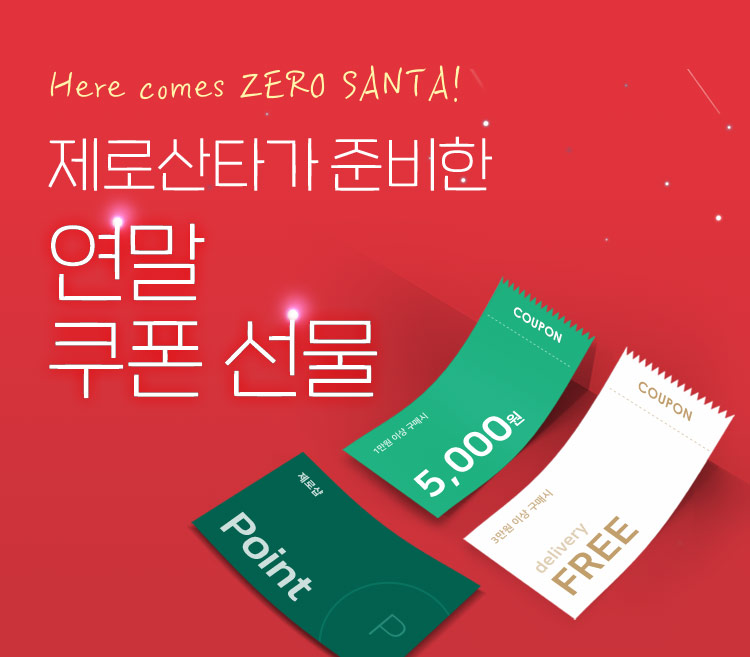 Here comes ZERO SANTA!
제로산타가 준비한
연말
쿠폰 선물
COUPON
1만원 이상 구매시
5,000원
COUPON
3만원 이상 구매시
delivery
FREE
제로샵
Point
P